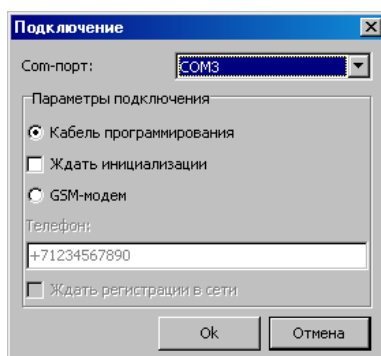 Подключение
Com-порт: COM3
Параметры подключения
Кабель программирования
Ждать инициализации
GSM-модем
Телефон:
+71234567890
Ждать регистрации в сети
Ok Отмена